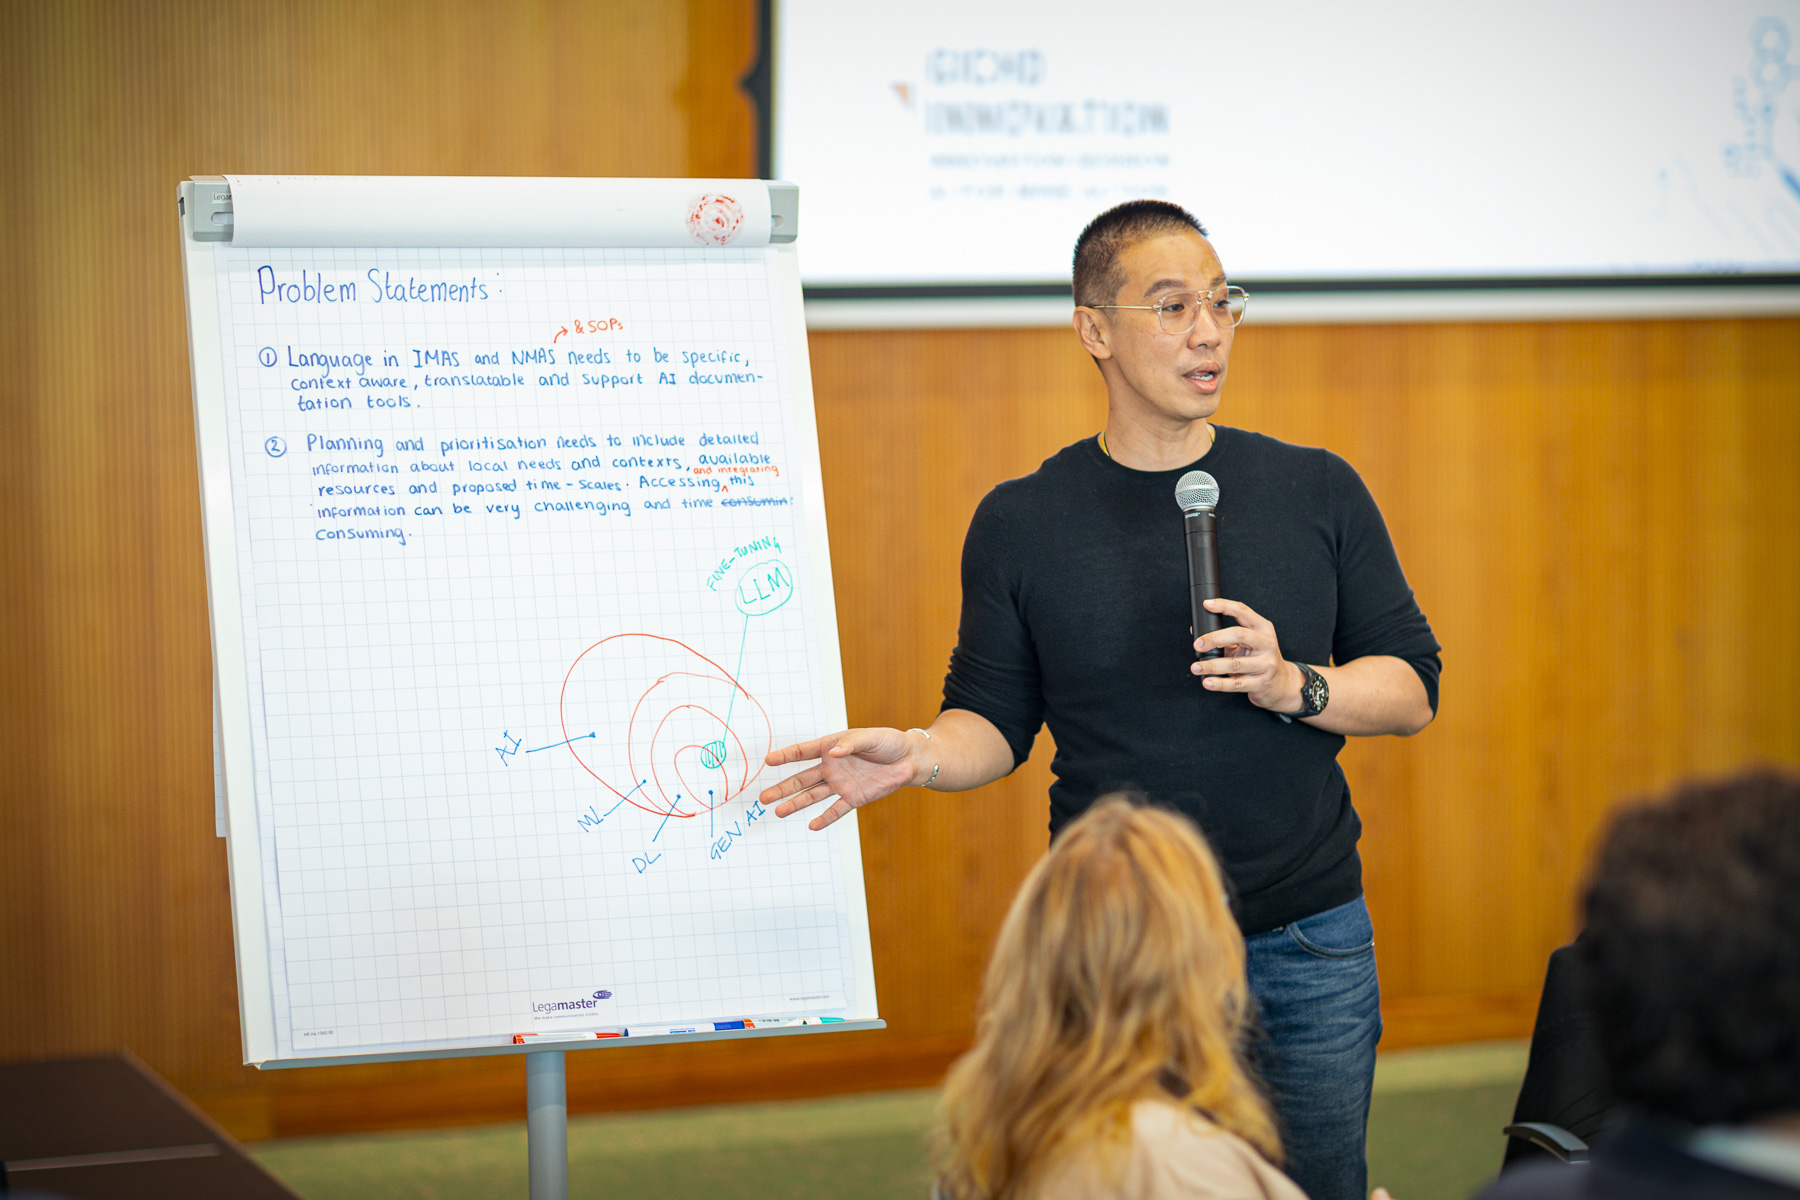 INNOVATION
Legamaster
Problem Statements:
& SOPs
① Language in IMAS and NMAS needs to be specific,
context aware, translatable and support AI documen-
tation tools.
② Planning and prioritisation needs to include detailed
information about local needs and contexts, available
and integrating
resources and proposed time-scales. Accessing this
information can be very challenging and time consumin
consuming.
FINE-TUNING
LLM
AI
ML
DL
GEN AI
Legamaster